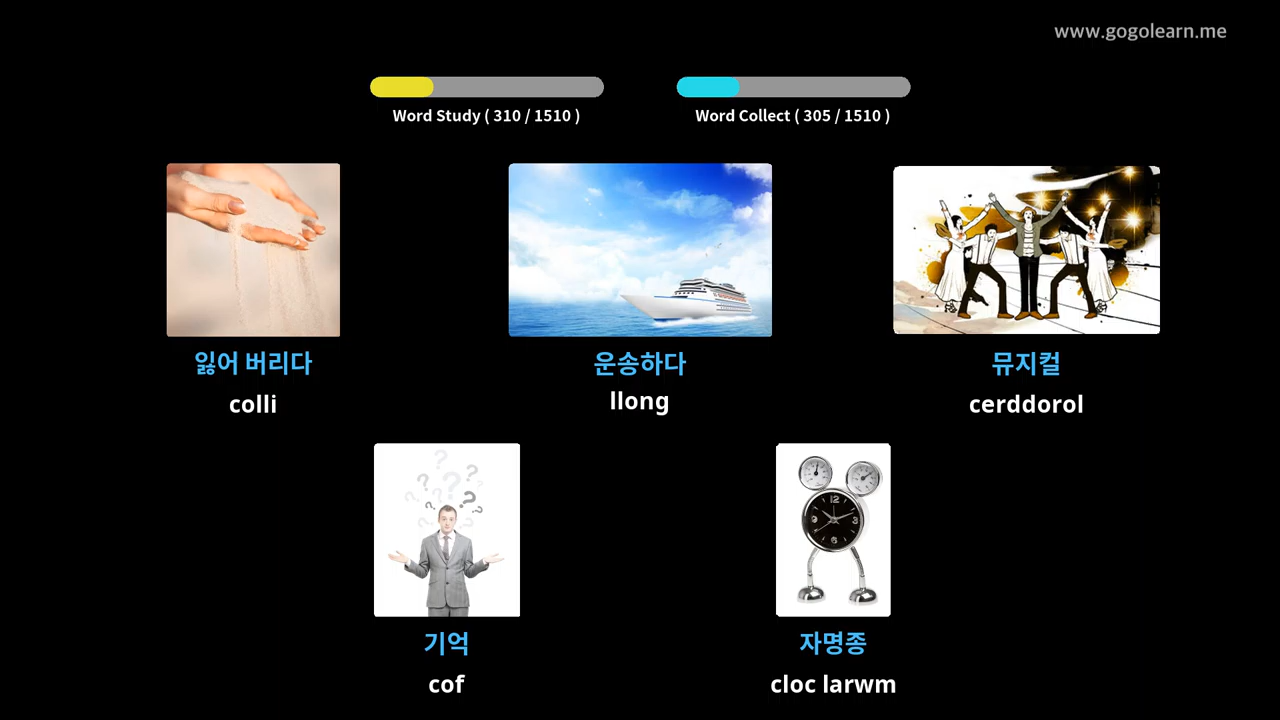 www.gogolearn.me
Word Study ( 310 / 1510 )
Word Collect ( 305 / 1510 )
잃어 버리다
colli
운송하다
llong
뮤지컬
cerddorol
기억
cof
자명종
cloc larwm